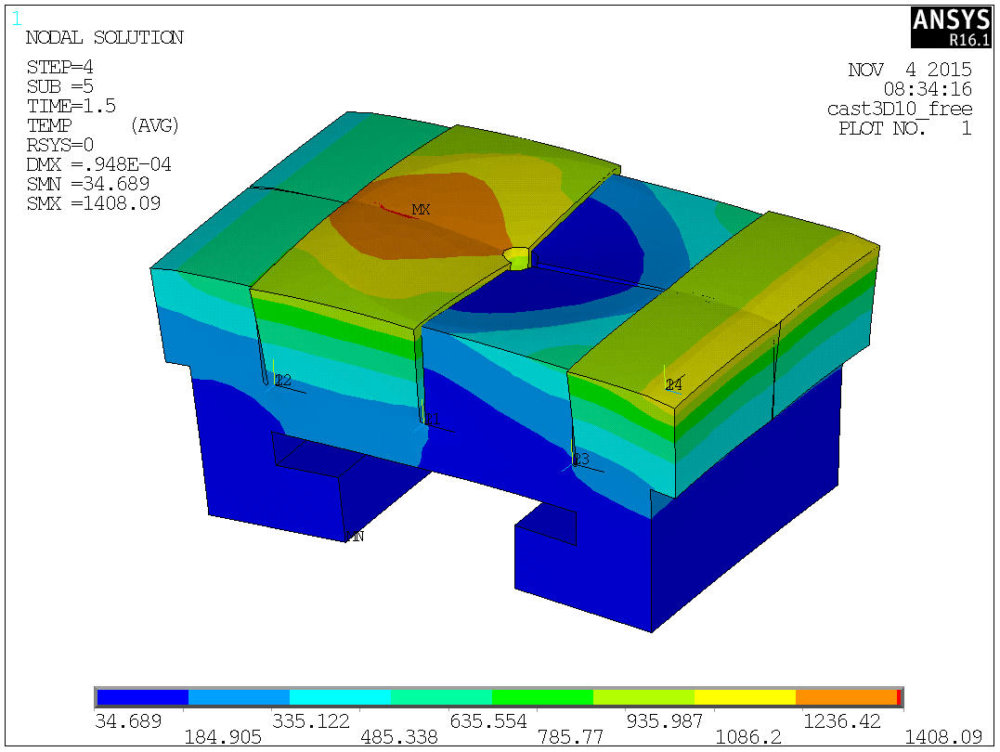 1
NODAL SOLUTION
STEP=4
SUB =5
TIME=1.5
TEMP (AVG)
RSYS=0
DMX =.948E-04
SMN =34.689
SMX =1408.09
ANSYS
R16.1
NOV 4 2015
08:34:16
cast3D10_free
PLOT NO. 1
MX
24
23
MN
34.689
184.905
335.122
485.338
635.554
785.77
935.987
1086.2
1236.42
1408.09